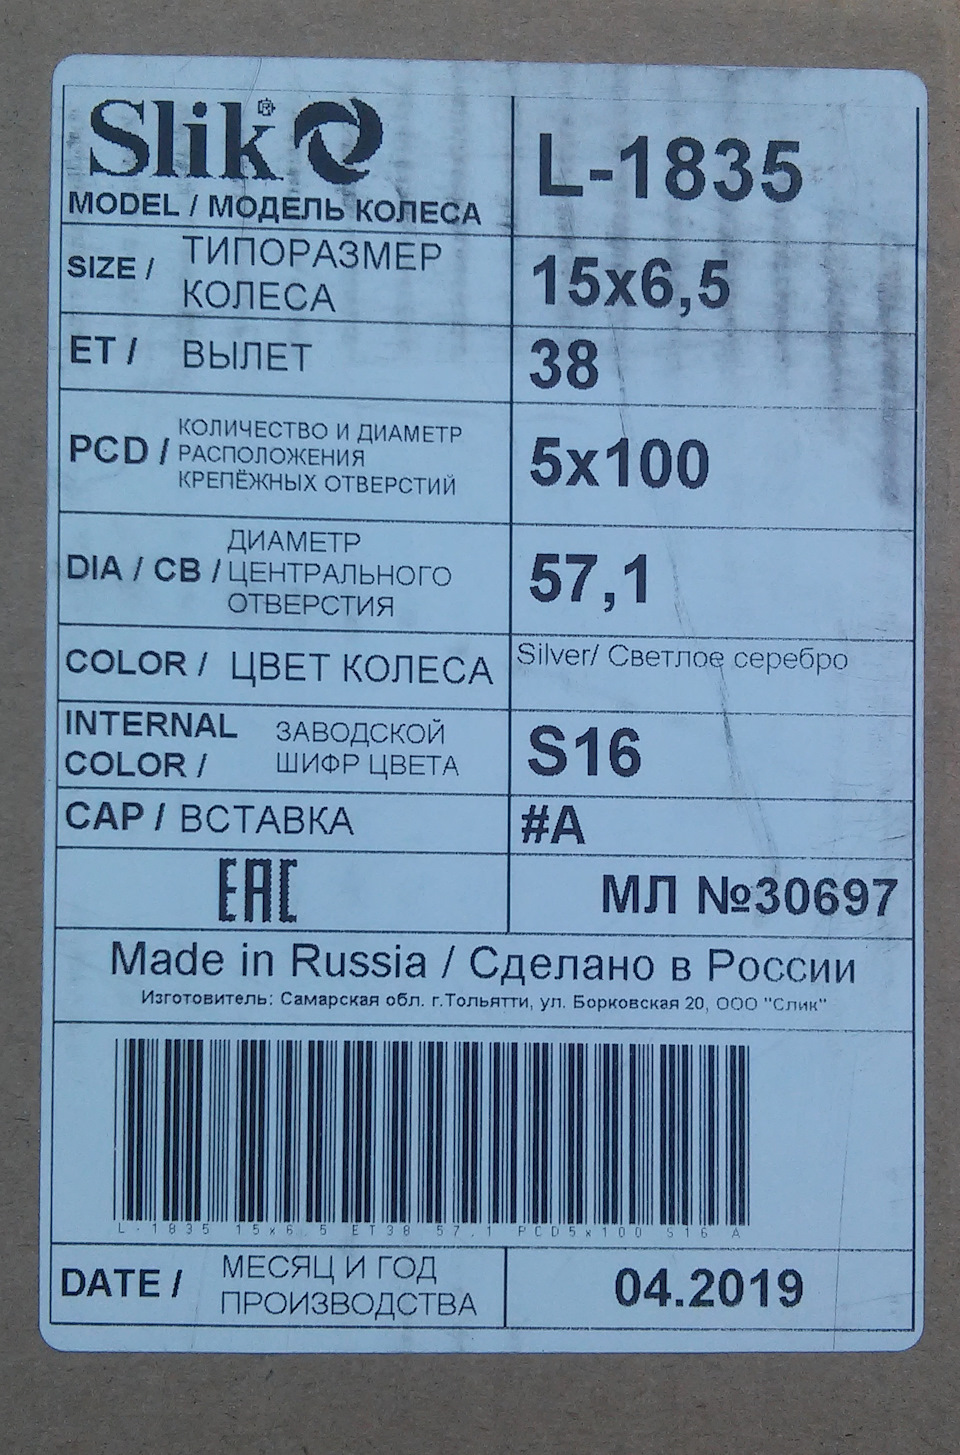 Slik®
MODEL / МОДЕЛЬ КОЛЕСА
L-1835
SIZE / ТИПОРАЗМЕР
КОЛЕСА
15x6,5
ET / ВЫЛЕТ
38
PCD / КОЛИЧЕСТВО И ДИАМЕТР
РАСПОЛОЖЕНИЯ
КРЕПЁЖНЫХ ОТВЕРСТИЙ
5x100
DIA / CB / ДИАМЕТР
ЦЕНТРАЛЬНОГО
ОТВЕРСТИЯ
57,1
COLOR / ЦВЕТ КОЛЕСА
Silver/ Светлое серебро
INTERNAL ЗАВОДСКОЙ
COLOR / ШИФР ЦВЕТА
S16
CAP / ВСТАВКА
#A
EAC
МЛ №30697
Made in Russia / Сделано в России
Изготовитель: Самарская обл. г.Тольятти, ул. Борковская 20, ООО "Слик"
L-1835 15x6,5 ET38 57,1 PCD5x100 S16 A
DATE / МЕСЯЦ И ГОД
ПРОИЗВОДСТВА
04.2019